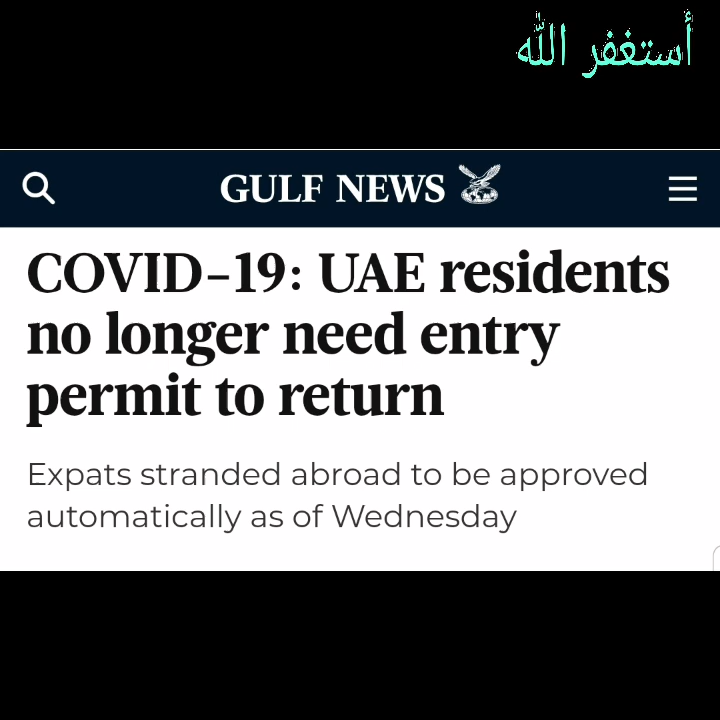 أستغفر الله
GULF NEWS
COVID-19: UAE residents
no longer need entry
permit to return
Expats stranded abroad to be approved
automatically as of Wednesday